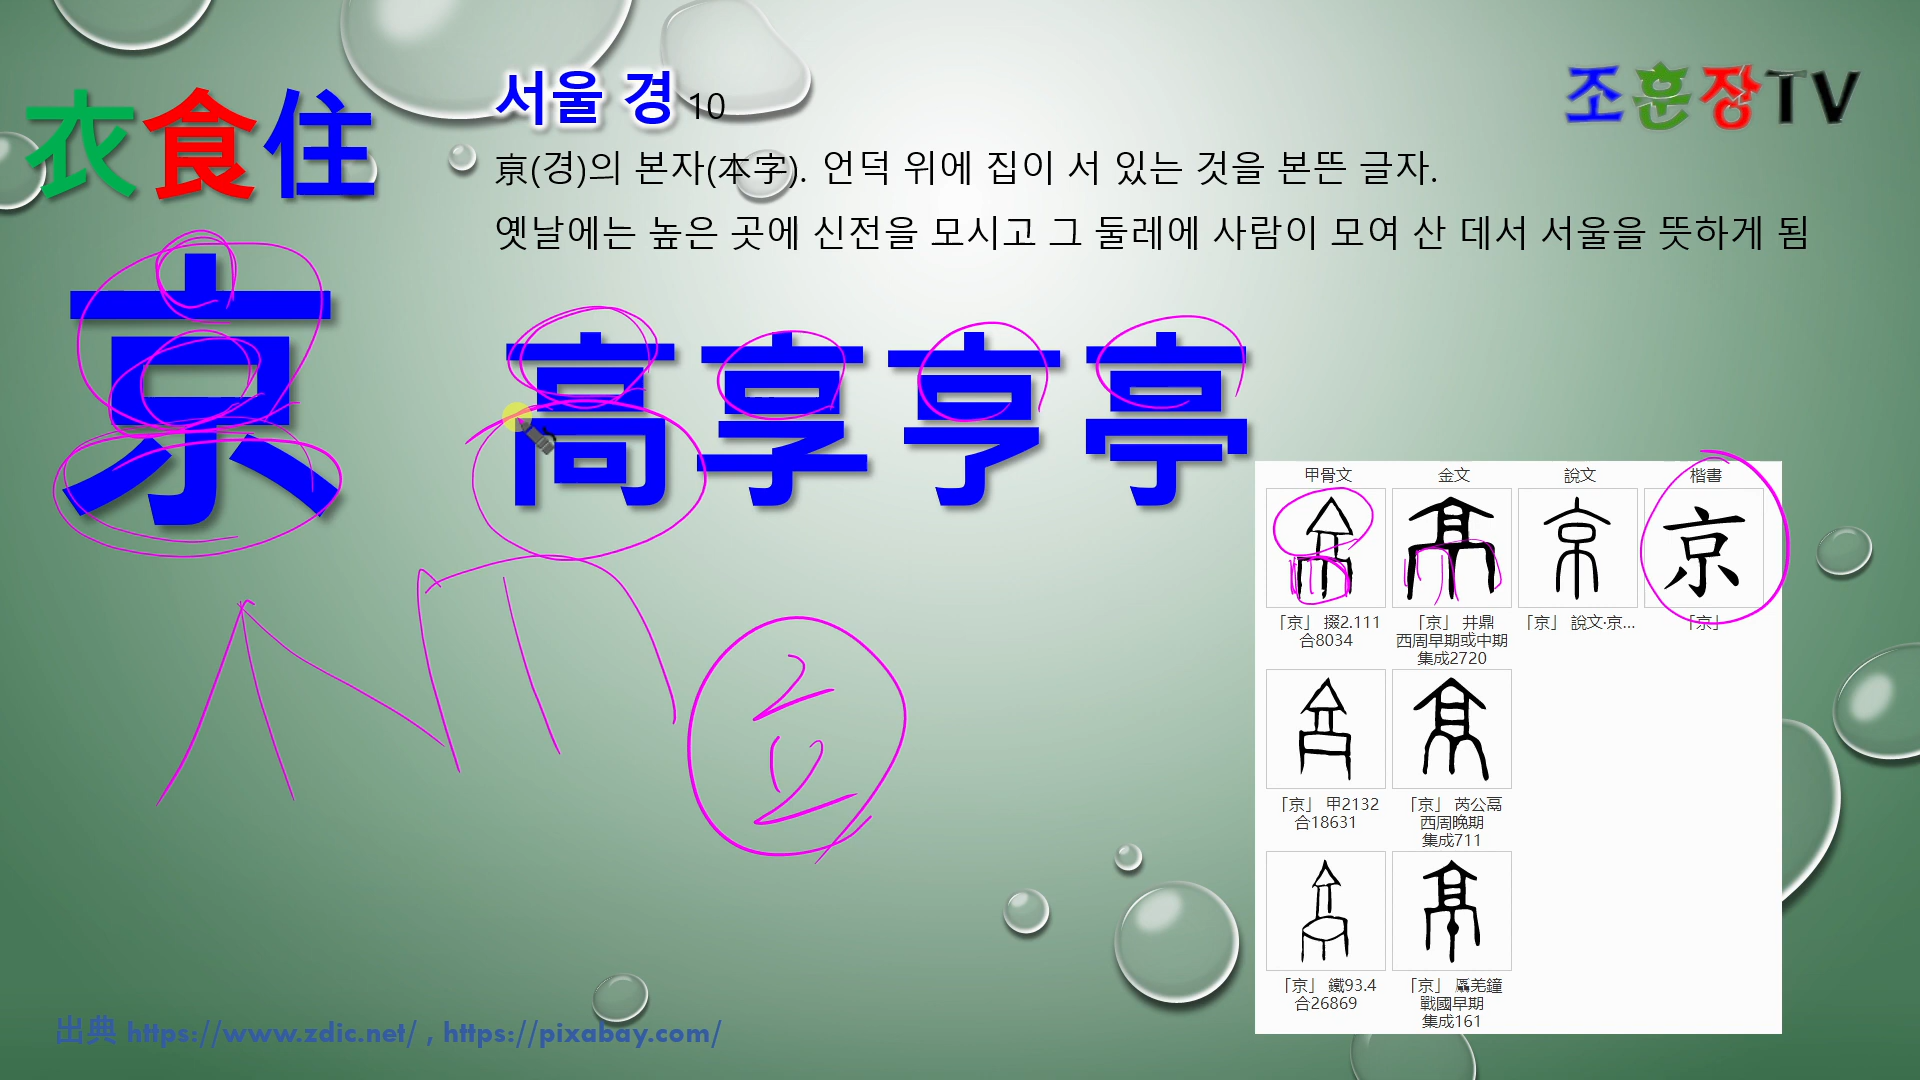 衣食住
서울 경 10
조훈장TV
亰(경)의 본자(本字). 언덕 위에 집이 서 있는 것을 본뜬 글자.
옛날에는 높은 곳에 신전을 모시고 그 둘레에 사람이 모여 산 데서 서울을 뜻하게 됨
京
高享亨亭
甲骨文 金文 說文 楷書
京
「京」 掇2.111
合8034
「京」 井鼎
西周早期或中期
集成2720
「京」 說文‧京...
「京」
「京」 甲2132
合18631
「京」 芮公鬲
西周晚期
集成711
「京」 鐵93.4
合26869
「京」 羌鐘
戰國早期
集成161
出典 https://www.zdic.net/ , https://pixabay.com/